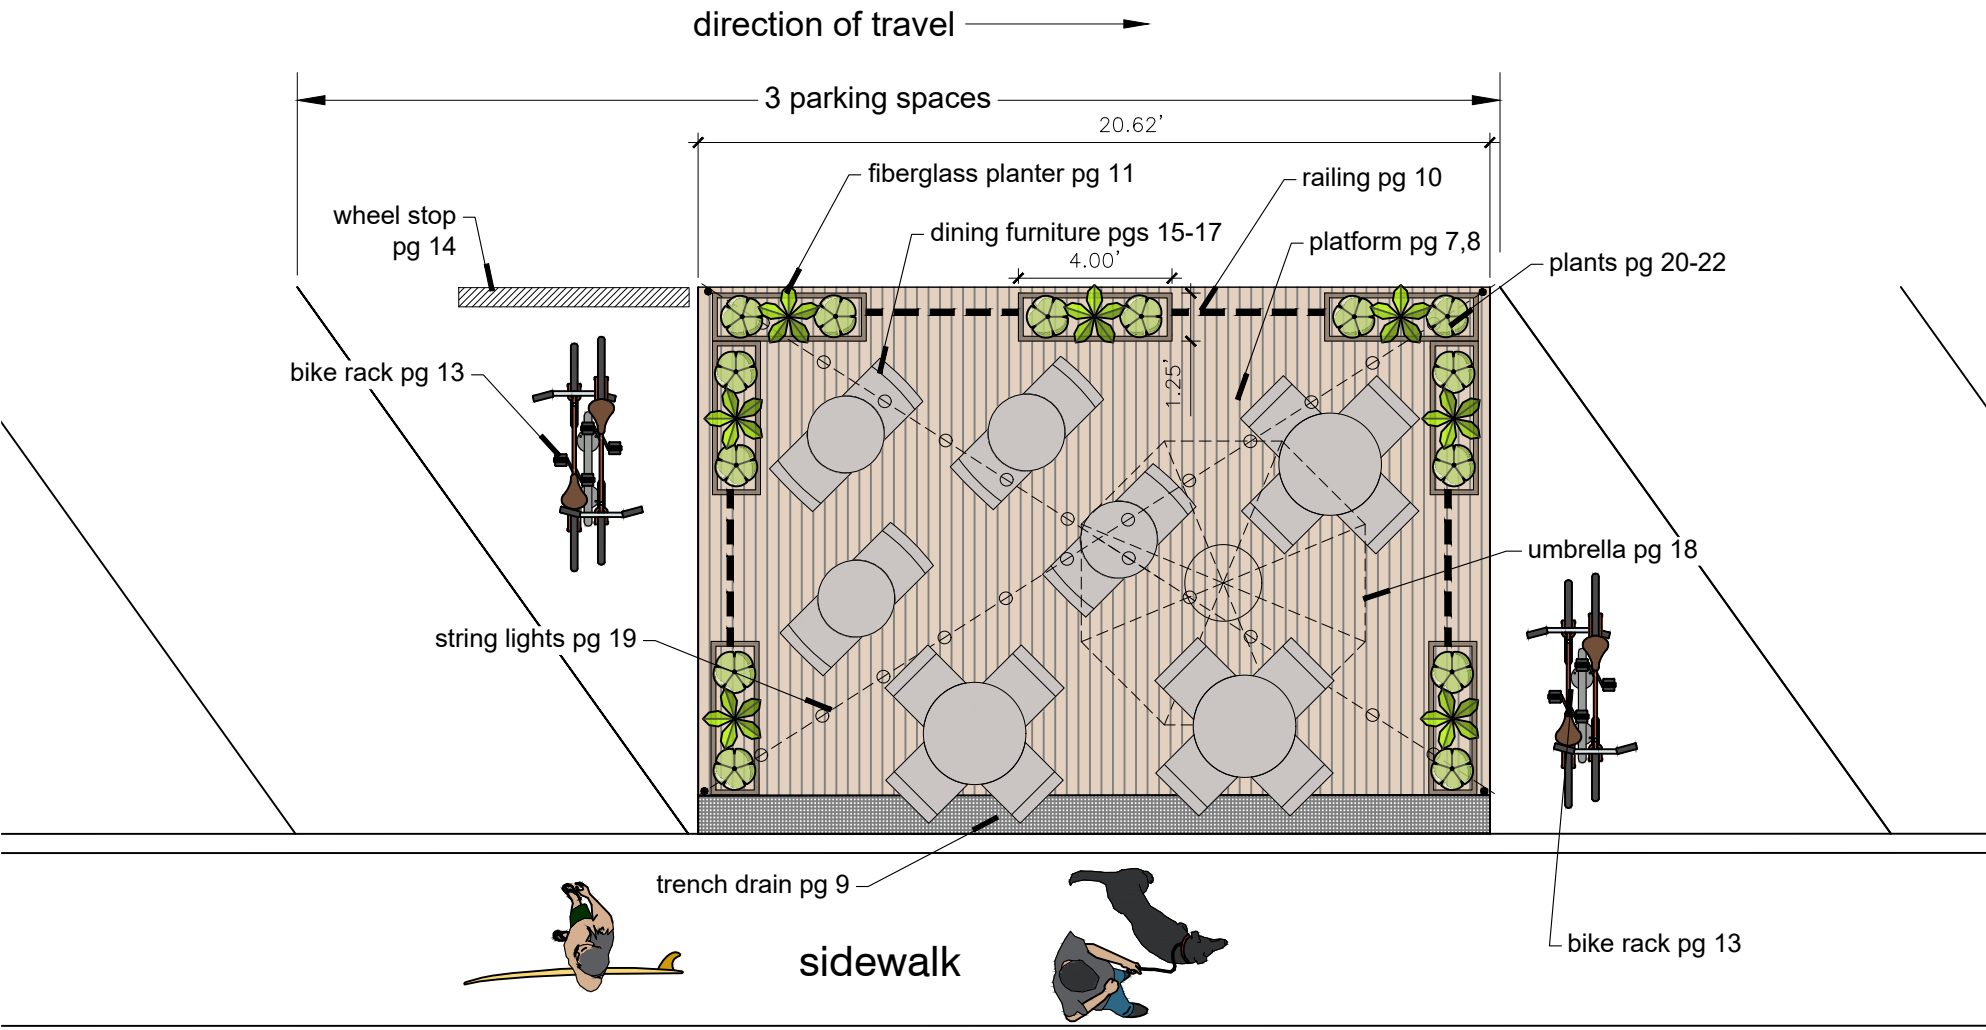 direction of travel
3 parking spaces
20.62’
fiberglass planter pg 11
railing pg 10
wheel stop
pg 14
dining furniture pgs 15-17
platform pg 7,8
4.00’
plants pg 20-22
bike rack pg 13
1.25’
umbrella pg 18
string lights pg 19
trench drain pg 9
sidewalk
bike rack pg 13